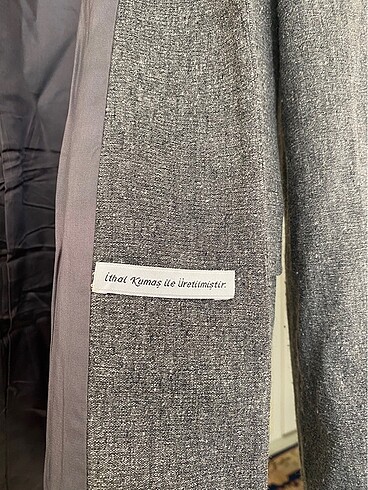 İthal Kumaş ile Üretilmiştir.